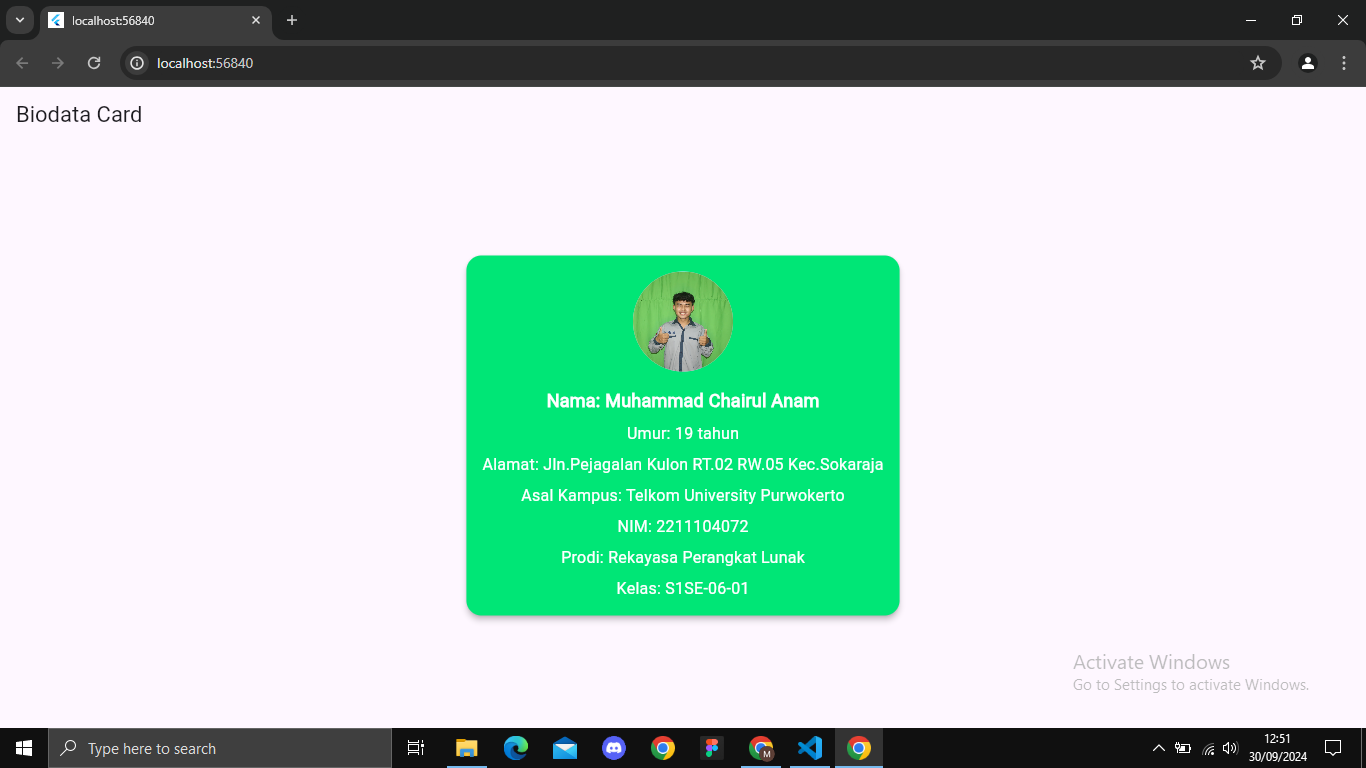 localhost:56840
localhost:56840
Biodata Card
Nama: Muhammad Chairul Anam
Umur: 19 tahun
Alamat: Jln.Pejagalan Kulon RT.02 RW.05 Kec.Sokaraja
Asal Kampus: Telkom University Purwokerto
NIM: 2211104072
Prodi: Rekayasa Perangkat Lunak
Kelas: S1SE-06-01
Activate Windows
Go to Settings to activate Windows.
Type here to search
M
12:51
30/09/2024